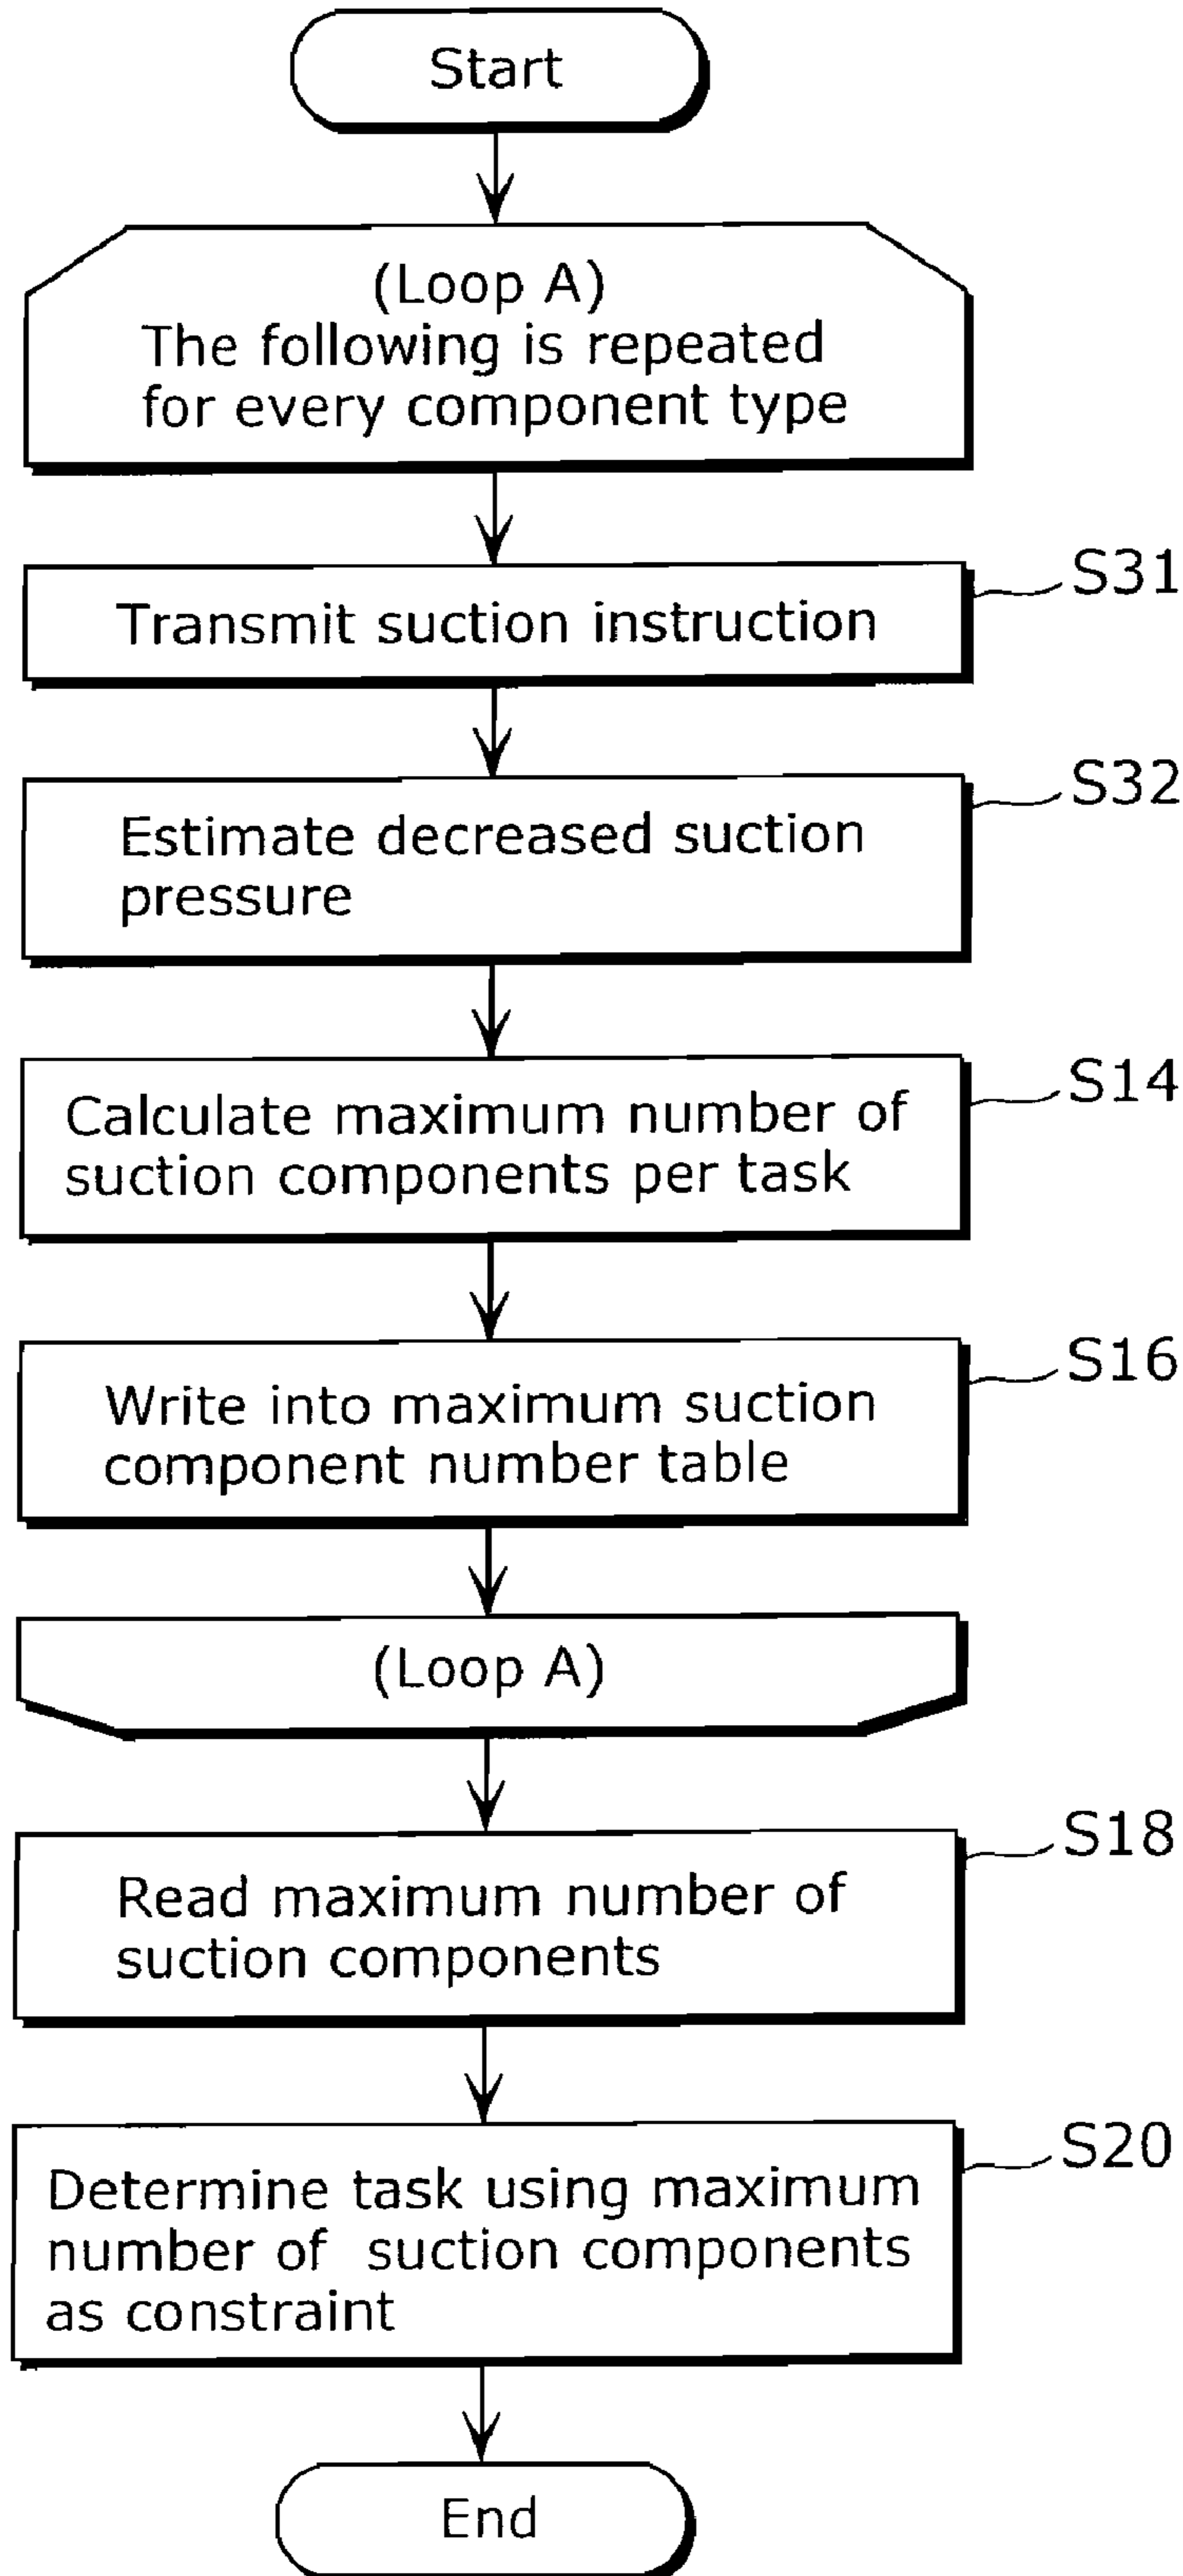 Start
(Loop A)
The following is repeated
for every component type
S31
Transmit suction instruction
S32
Estimate decreased suction
pressure
S14
Calculate maximum number of
suction components per task
S16
Write into maximum suction
component number table
(Loop A)
S18
Read maximum number of
suction components
S20
Determine task using maximum
number of suction components
as constraint
End